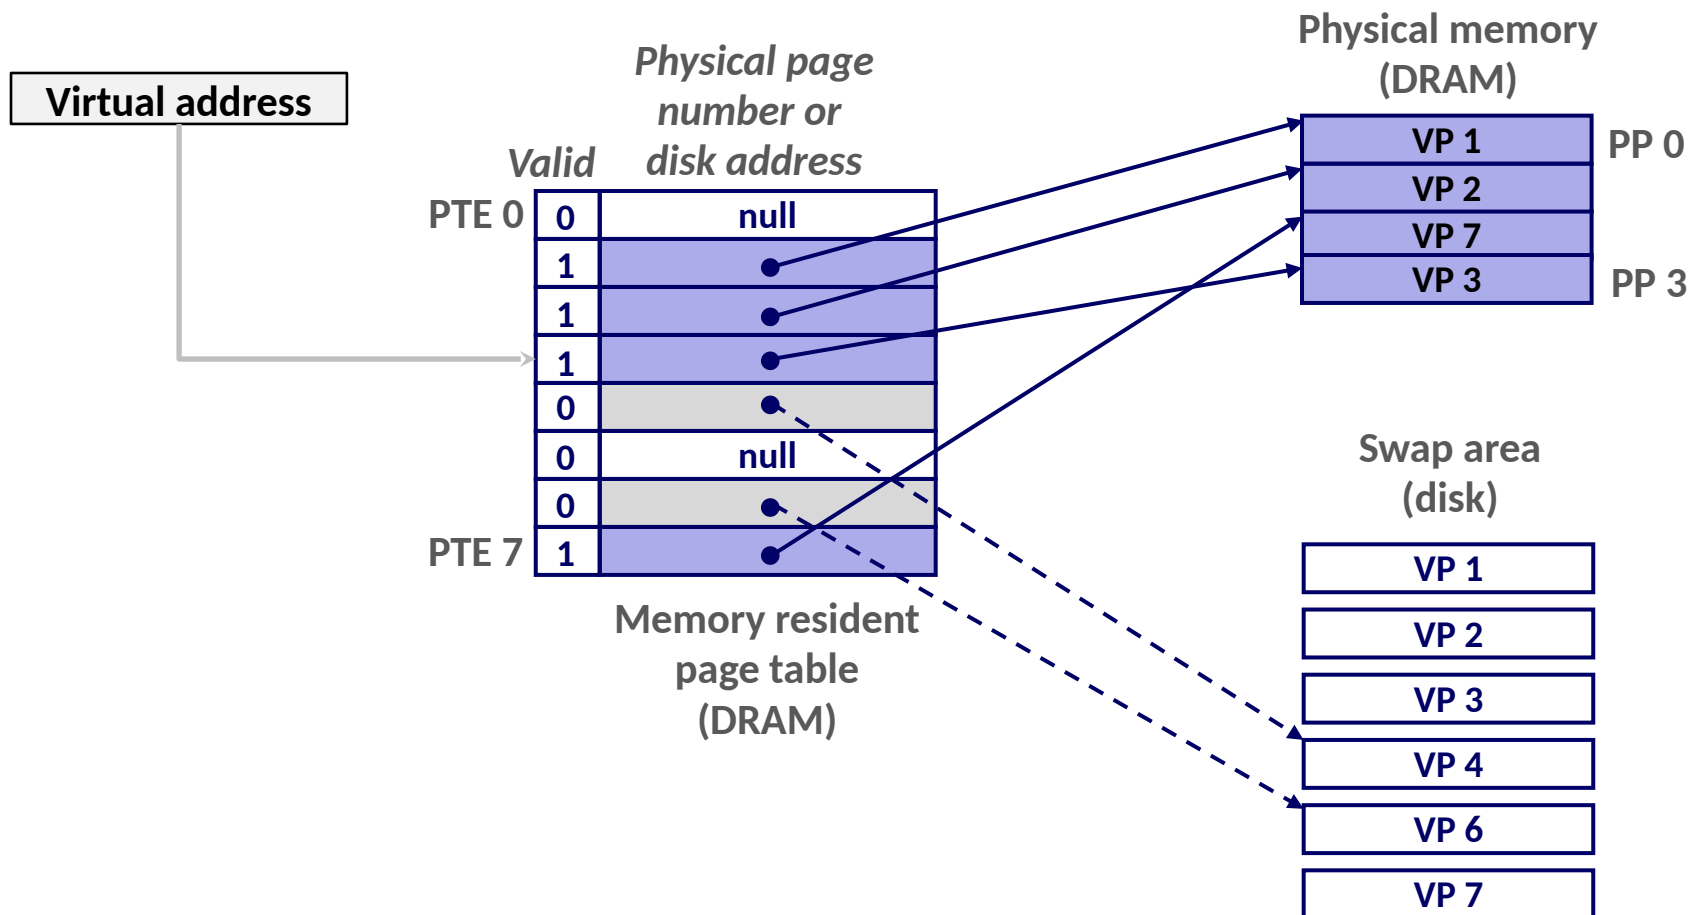 Virtual address
Physical page
number or
disk address
Valid
PTE 0
0
null
1
1
1
0
0
null
0
PTE 7
1
Memory resident
page table
(DRAM)
Physical memory
(DRAM)
VP 1
PP 0
VP 2
VP 7
VP 3
PP 3
Swap area
(disk)
VP 1
VP 2
VP 3
VP 4
VP 6
VP 7